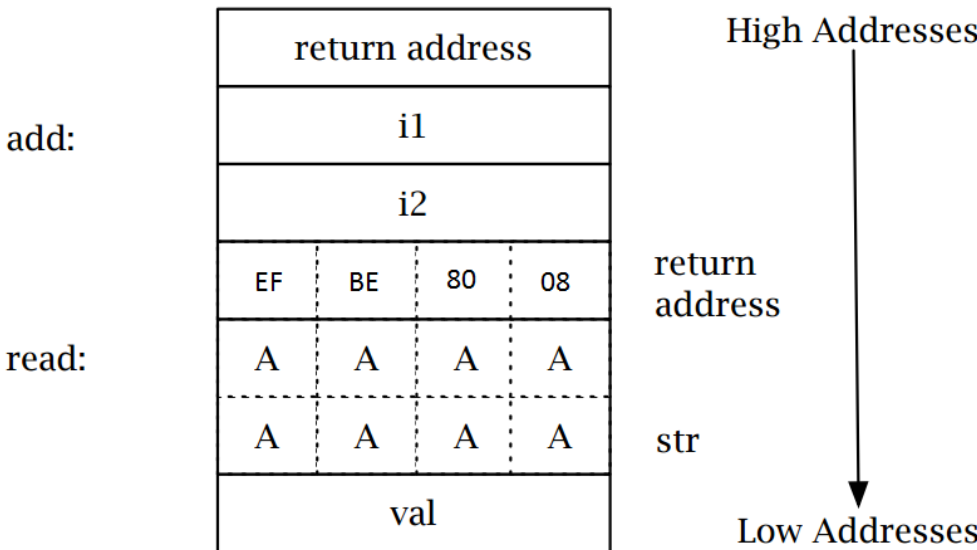 return address
High Addresses
add:
i1
i2
EF BE 80 08
return
address
read:
A A A A
A A A A
str
val
Low Addresses